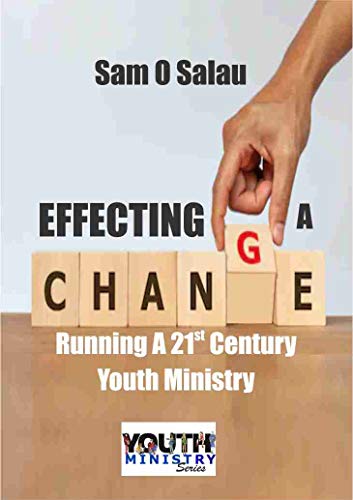 Sam O Salau
EFFECTING A
CHANGE
Running A 21st Century
Youth Ministry
YOUTH
MINISTRY
Series